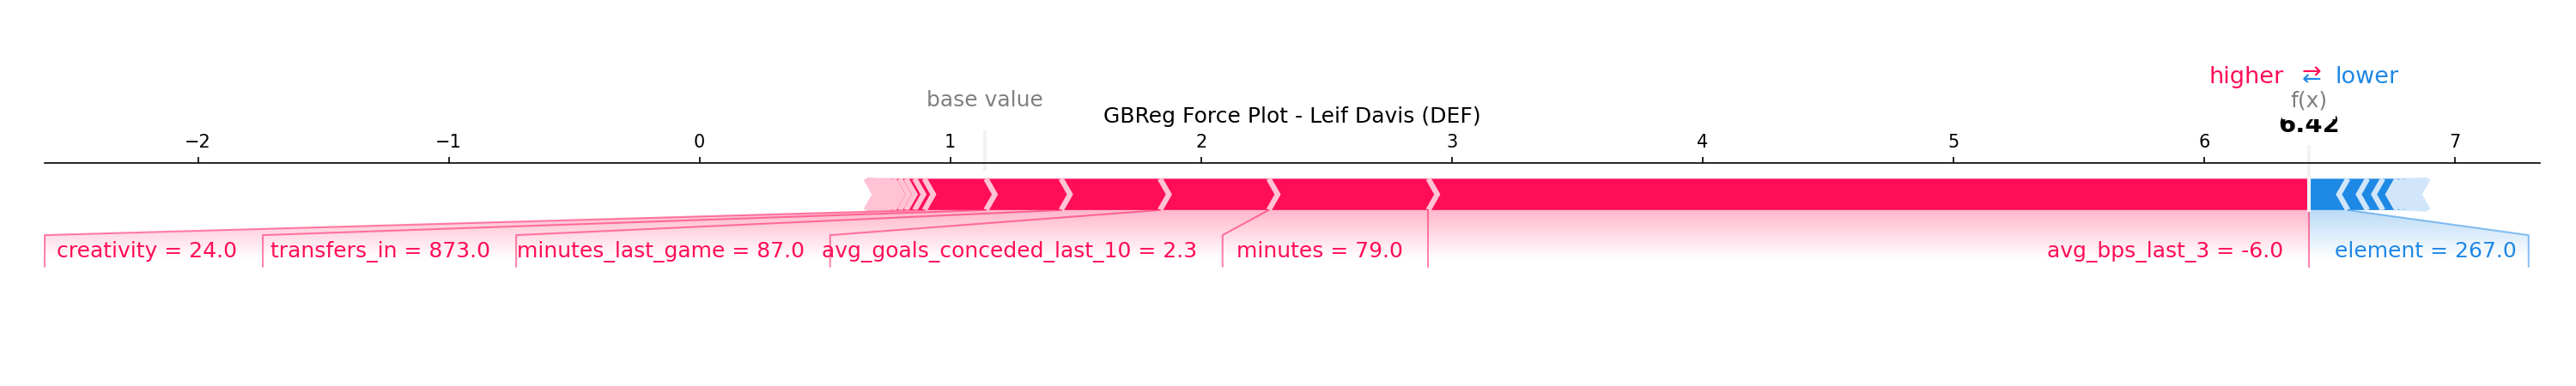 higher ⇄ lower
base value
f(x)
GBReg Force Plot - Leif Davis (DEF)
6.42
−2 −1 0 1 2 3 4 5 6 7
creativity = 24.0 transfers_in = 873.0 minutes_last_game = 87.0 avg_goals_conceded_last_10 = 2.3 minutes = 79.0 avg_bps_last_3 = -6.0 element = 267.0